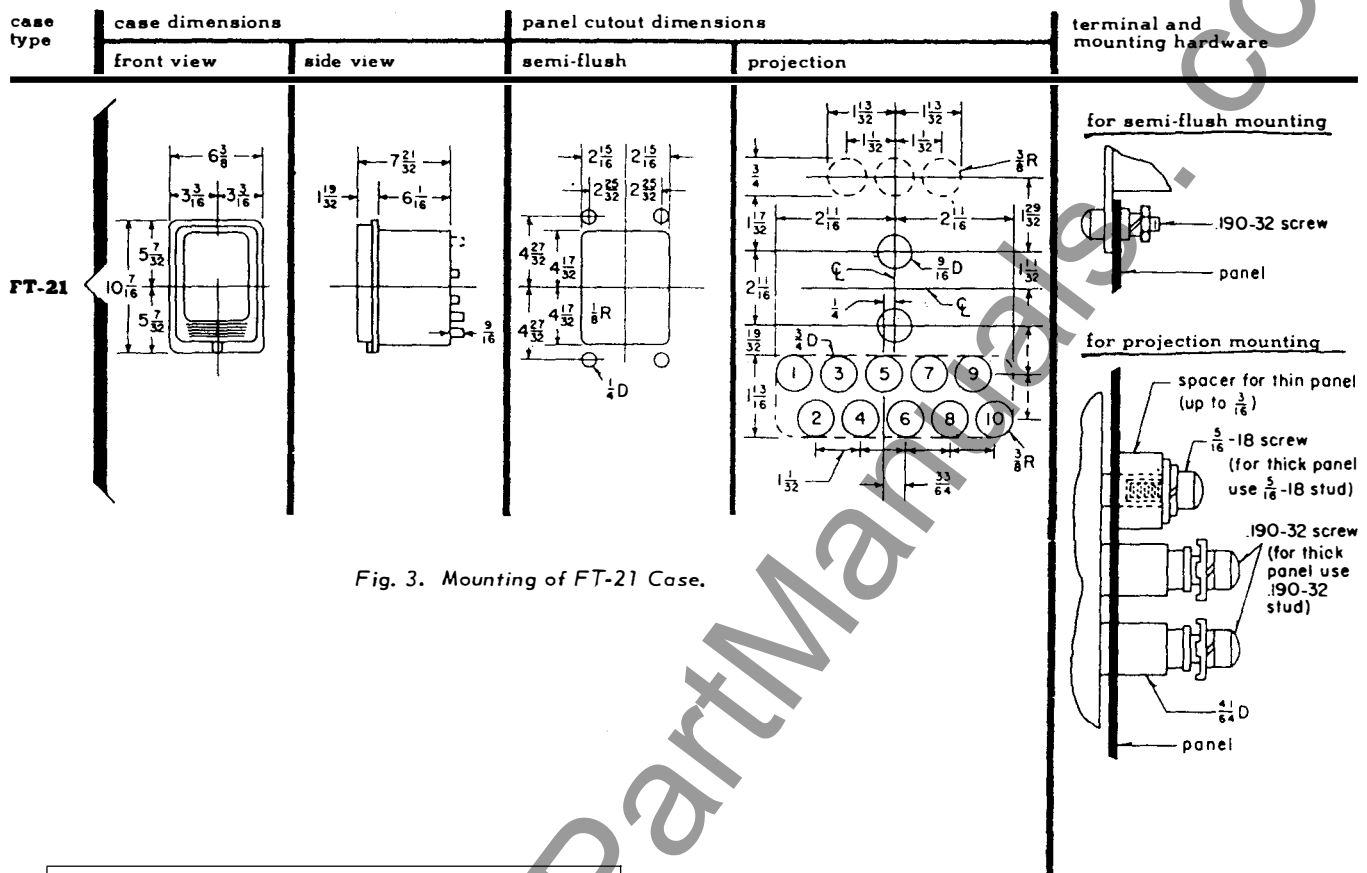 case type
case dimensions
panel cutout dimensions
terminal and mounting hardware
front view
side view
semi-flush
projection
FT-21
6 3/8
3 3/16
3 3/16
5 7/32
10 7/16
5 7/32
7 21/32
1 19/32
6 1/16
9/16
2 15/16
2 15/16
2 25/32
2 25/32
4 27/32
4 17/32
4 27/32
4 17/32
1/8 R
1/4 D
1 13/32
1 13/32
1 1/32
1 1/32
3/8 R
3/4
1 17/32
2 11/16
2 11/16
1 29/32
9/16 D
1 11/32
2 11/16
℄
℄
1/4
19/32
3/4 D
1 3 5 7 9
1 13/16
2 4 6 8 10
3/8 R
1 1/32
33/64
for semi-flush mounting
.190-32 screw
panel
for projection mounting
spacer for thin panel
(up to 3/16)
5/16 -18 screw
(for thick panel
use 5/16 -18 stud)
.190-32 screw
(for thick
panel use
.190-32
stud)
41/64 D
panel
Fig. 3. Mounting of FT-21 Case.
PartManuals.co